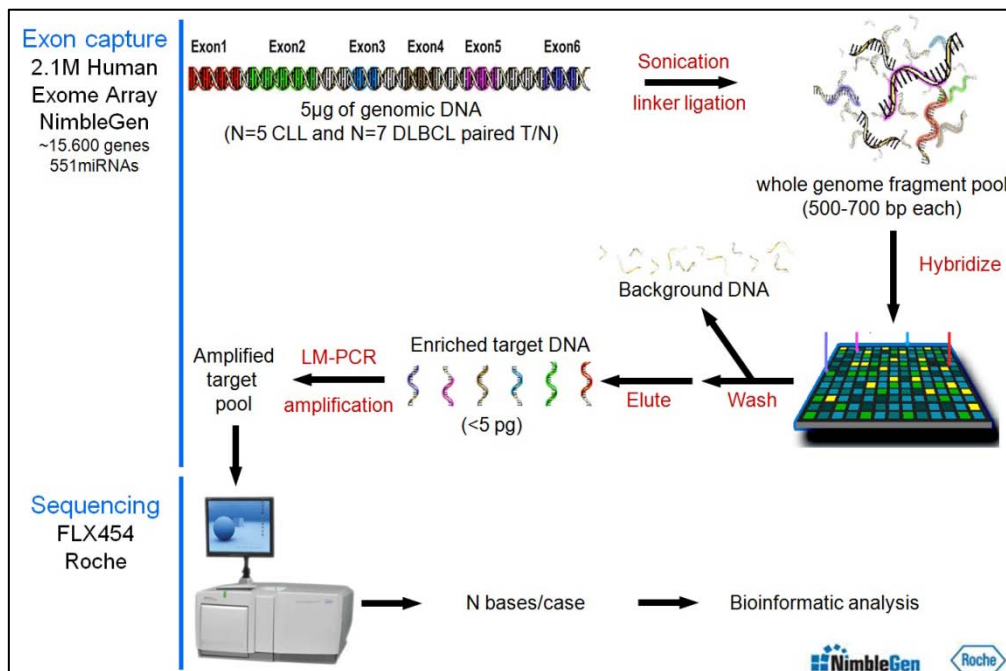 Exon capture
2.1M Human
Exome Array
NimbleGen
~15.600 genes
551miRNAs
Exon1 Exon2 Exon3 Exon4 Exon5 Exon6
5µg of genomic DNA
(N=5 CLL and N=7 DLBCL paired T/N)
Sonication
linker ligation
whole genome fragment pool
(500-700 bp each)
Hybridize
Background DNA
Wash
Elute
Enriched target DNA
(<5 pg)
LM-PCR
amplification
Amplified
target
pool
Sequencing
FLX454
Roche
N bases/case
Bioinformatic analysis
NimbleGen
Roche